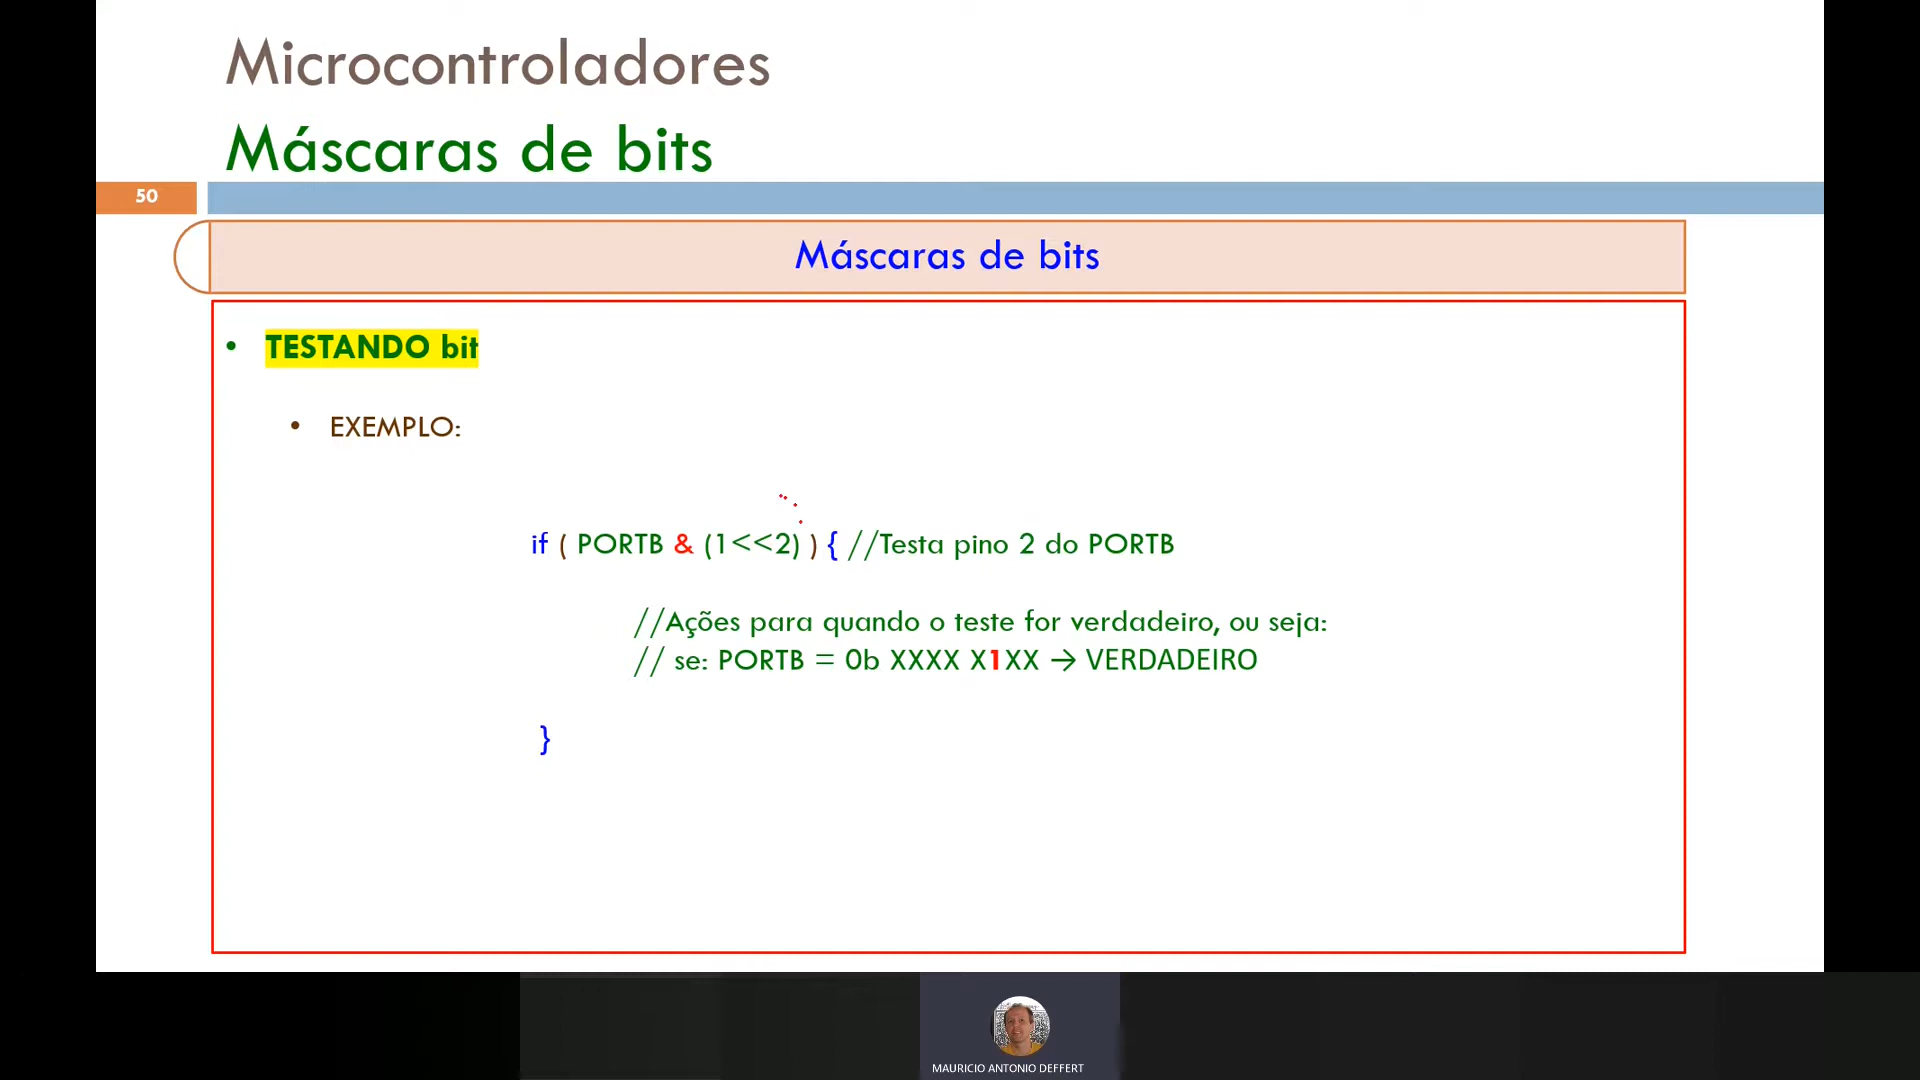 Microcontroladores
Máscaras de bits
50
Máscaras de bits
• TESTANDO bit
• EXEMPLO:
if ( PORTB & (1<<2) ) { //Testa pino 2 do PORTB
//Ações para quando o teste for verdadeiro, ou seja:
// se: PORTB = 0b XXXX X1XX → VERDADEIRO
}
MAURICIO ANTONIO DEFFERT